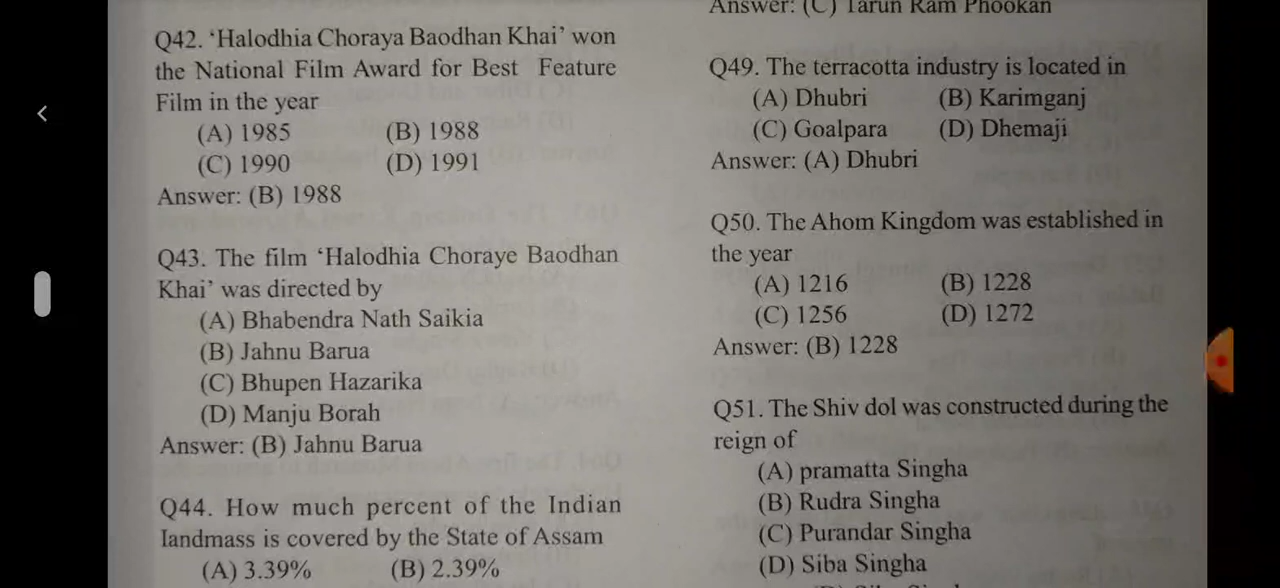 Q42. ‘Halodhia Choraya Baodhan Khai’ won
the National Film Award for Best Feature
Film in the year
(A) 1985 (B) 1988
(C) 1990 (D) 1991
Answer: (B) 1988
Q43. The film ‘Halodhia Choraye Baodhan
Khai’ was directed by
(A) Bhabendra Nath Saikia
(B) Jahnu Barua
(C) Bhupen Hazarika
(D) Manju Borah
Answer: (B) Jahnu Barua
Q44. How much percent of the Indian
landmass is covered by the State of Assam
(A) 3.39% (B) 2.39%
Answer: (C) Tarun Ram Phookan
Q49. The terracotta industry is located in
(A) Dhubri (B) Karimganj
(C) Goalpara (D) Dhemaji
Answer: (A) Dhubri
Q50. The Ahom Kingdom was established in
the year
(A) 1216 (B) 1228
(C) 1256 (D) 1272
Answer: (B) 1228
Q51. The Shiv dol was constructed during the
reign of
(A) pramatta Singha
(B) Rudra Singha
(C) Purandar Singha
(D) Siba Singha